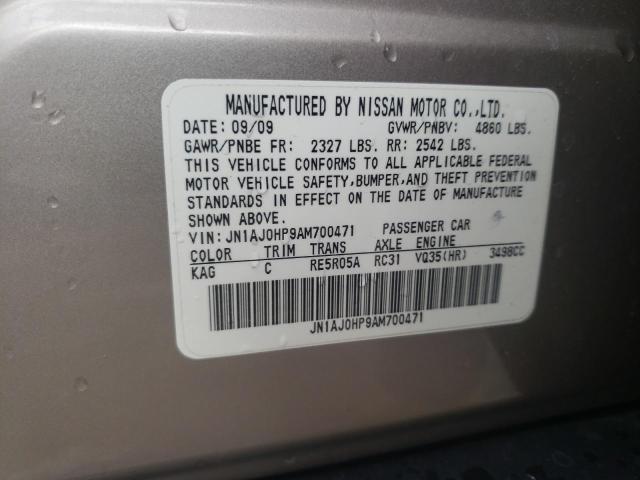 MANUFACTURED BY NISSAN MOTOR CO.,LTD.
DATE: 09/09 GVWR/PNBV: 4860 LBS.
GAWR/PNBE FR: 2327 LBS. RR: 2542 LBS.
THIS VEHICLE CONFORMS TO ALL APPLICABLE FEDERAL
MOTOR VEHICLE SAFETY,BUMPER,AND THEFT PREVENTION
STANDARDS IN EFFECT ON THE DATE OF MANUFACTURE
SHOWN ABOVE.
VIN: JN1AJ0HP9AM700471 PASSENGER CAR
COLOR TRIM TRANS AXLE ENGINE
KAG C RE5R05A RC31 VQ35(HR) 3498CC
JN1AJ0HP9AM700471